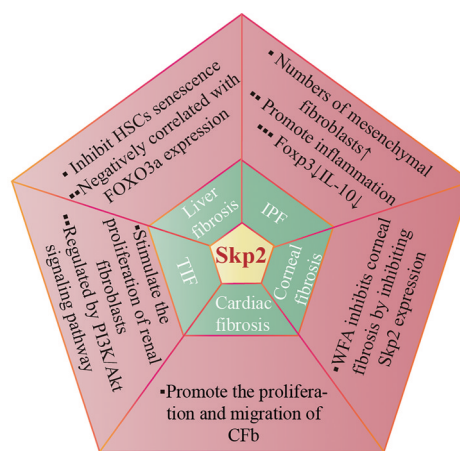 ▪Inhibit HSCs senescence
▪▪Negatively correlated with
FOXO3a expression
▪Numbers of mesenchymal
fibroblasts↑
▪▪Promote inflammation
▪▪▪Foxp3↓IL-10↓
Liver
fibrosis
IPF
TIF
Skp2
Corneal
fibrosis
Cardiac
fibrosis
▪Stimulate the
proliferation of renal
fibroblasts
▪▪Regulated by PI3K/Akt
signaling pathway
▪WFA inhibits corneal
fibrosis by inhibiting
Skp2 expression
▪Promote the prolifera-
tion and migration of
CFb